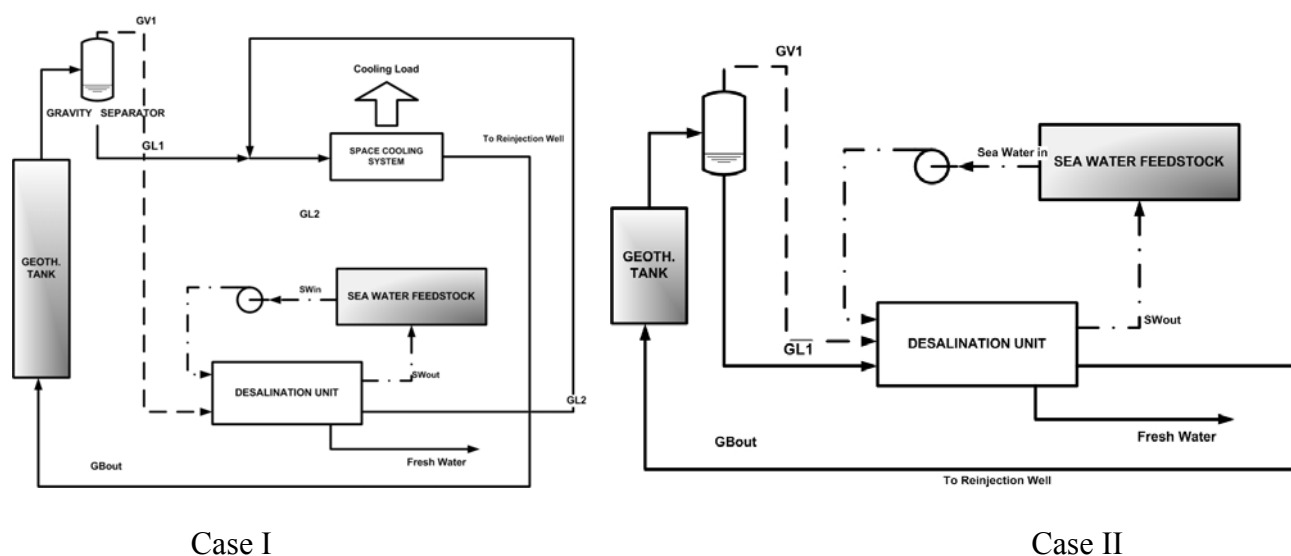 GV1
Cooling Load
GRAVITY SEPARATOR
To Reinjection Well
GL1
SPACE COOLING
SYSTEM
GL2
GEOTH.
TANK
SWin
SEA WATER FEEDSTOCK
DESALINATION UNIT
SWout
GL2
Fresh Water
GBout
Case I
GV1
Sea Water in
SEA WATER FEEDSTOCK
GEOTH.
TANK
SWout
GL1
DESALINATION UNIT
GBout
Fresh Water
To Reinjection Well
Case II